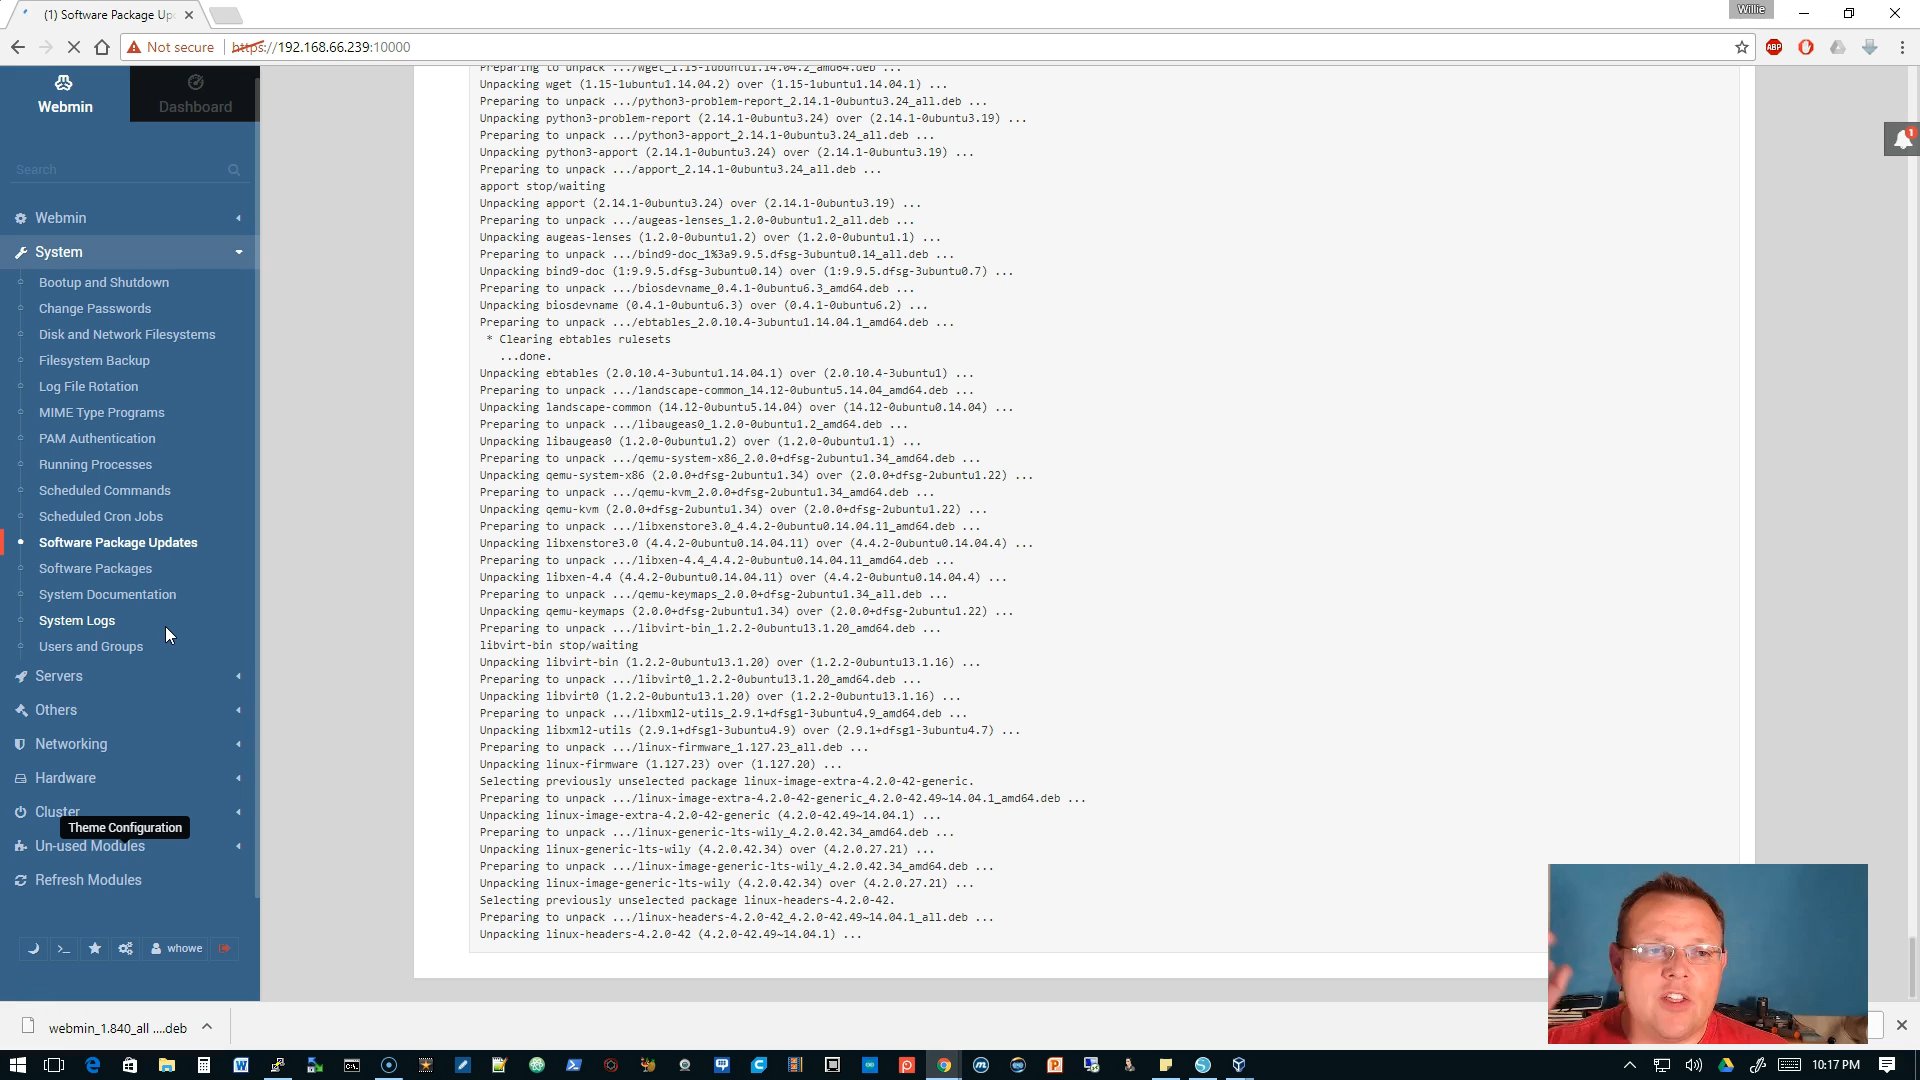 (1) Software Package Up
Willie
Not secure
https://192.168.66.239:10000
ABP
Webmin
Dashboard
Search
Webmin
System
Bootup and Shutdown
Change Passwords
Disk and Network Filesystems
Filesystem Backup
Log File Rotation
MIME Type Programs
PAM Authentication
Running Processes
Scheduled Commands
Scheduled Cron Jobs
Software Package Updates
Software Packages
System Documentation
System Logs
Users and Groups
Servers
Others
Networking
Hardware
Cluster
Theme Configuration
Un-used Modules
Refresh Modules
whowe
Preparing to unpack .../wget_1.15-1ubuntu1.14.04.2_amd64.deb ...
Unpacking wget (1.15-1ubuntu1.14.04.2) over (1.15-1ubuntu1.14.04.1) ...
Preparing to unpack .../python3-problem-report_2.14.1-0ubuntu3.24_all.deb ...
Unpacking python3-problem-report (2.14.1-0ubuntu3.24) over (2.14.1-0ubuntu3.19) ...
Preparing to unpack .../python3-apport_2.14.1-0ubuntu3.24_all.deb ...
Unpacking python3-apport (2.14.1-0ubuntu3.24) over (2.14.1-0ubuntu3.19) ...
Preparing to unpack .../apport_2.14.1-0ubuntu3.24_all.deb ...
apport stop/waiting
Unpacking apport (2.14.1-0ubuntu3.24) over (2.14.1-0ubuntu3.19) ...
Preparing to unpack .../augeas-lenses_1.2.0-0ubuntu1.2_all.deb ...
Unpacking augeas-lenses (1.2.0-0ubuntu1.2) over (1.2.0-0ubuntu1.1) ...
Preparing to unpack .../bind9-doc_1%3a9.9.5.dfsg-3ubuntu0.14_all.deb ...
Unpacking bind9-doc (1:9.9.5.dfsg-3ubuntu0.14) over (1:9.9.5.dfsg-3ubuntu0.7) ...
Preparing to unpack .../biosdevname_0.4.1-0ubuntu6.3_amd64.deb ...
Unpacking biosdevname (0.4.1-0ubuntu6.3) over (0.4.1-0ubuntu6.2) ...
Preparing to unpack .../ebtables_2.0.10.4-3ubuntu1.14.04.1_amd64.deb ...
* Clearing ebtables rulesets
...done.
Unpacking ebtables (2.0.10.4-3ubuntu1.14.04.1) over (2.0.10.4-3ubuntu1) ...
Preparing to unpack .../landscape-common_14.12-0ubuntu5.14.04_amd64.deb ...
Unpacking landscape-common (14.12-0ubuntu5.14.04) over (14.12-0ubuntu0.14.04) ...
Preparing to unpack .../libaugeas0_1.2.0-0ubuntu1.2_amd64.deb ...
Unpacking libaugeas0 (1.2.0-0ubuntu1.2) over (1.2.0-0ubuntu1.1) ...
Preparing to unpack .../qemu-system-x86_2.0.0+dfsg-2ubuntu1.34_amd64.deb ...
Unpacking qemu-system-x86 (2.0.0+dfsg-2ubuntu1.34) over (2.0.0+dfsg-2ubuntu1.22) ...
Preparing to unpack .../qemu-kvm_2.0.0+dfsg-2ubuntu1.34_amd64.deb ...
Unpacking qemu-kvm (2.0.0+dfsg-2ubuntu1.34) over (2.0.0+dfsg-2ubuntu1.22) ...
Preparing to unpack .../libxenstore3.0_4.4.2-0ubuntu0.14.04.11_amd64.deb ...
Unpacking libxenstore3.0 (4.4.2-0ubuntu0.14.04.11) over (4.4.2-0ubuntu0.14.04.4) ...
Preparing to unpack .../libxen-4.4_4.4.2-0ubuntu0.14.04.11_amd64.deb ...
Unpacking libxen-4.4 (4.4.2-0ubuntu0.14.04.11) over (4.4.2-0ubuntu0.14.04.4) ...
Preparing to unpack .../qemu-keymaps_2.0.0+dfsg-2ubuntu1.34_all.deb ...
Unpacking qemu-keymaps (2.0.0+dfsg-2ubuntu1.34) over (2.0.0+dfsg-2ubuntu1.22) ...
Preparing to unpack .../libvirt-bin_1.2.2-0ubuntu13.1.20_amd64.deb ...
libvirt-bin stop/waiting
Unpacking libvirt-bin (1.2.2-0ubuntu13.1.20) over (1.2.2-0ubuntu13.1.16) ...
Preparing to unpack .../libvirt0_1.2.2-0ubuntu13.1.20_amd64.deb ...
Unpacking libvirt0 (1.2.2-0ubuntu13.1.20) over (1.2.2-0ubuntu13.1.16) ...
Preparing to unpack .../libxml2-utils_2.9.1+dfsg1-3ubuntu4.9_amd64.deb ...
Unpacking libxml2-utils (2.9.1+dfsg1-3ubuntu4.9) over (2.9.1+dfsg1-3ubuntu4.7) ...
Preparing to unpack .../linux-firmware_1.127.23_all.deb ...
Unpacking linux-firmware (1.127.23) over (1.127.20) ...
Selecting previously unselected package linux-image-extra-4.2.0-42-generic.
Preparing to unpack .../linux-image-extra-4.2.0-42-generic_4.2.0-42.49~14.04.1_amd64.deb ...
Unpacking linux-image-extra-4.2.0-42-generic (4.2.0-42.49~14.04.1) ...
Preparing to unpack .../linux-generic-lts-wily_4.2.0.42.34_amd64.deb ...
Unpacking linux-generic-lts-wily (4.2.0.42.34) over (4.2.0.27.21) ...
Preparing to unpack .../linux-image-generic-lts-wily_4.2.0.42.34_amd64.deb ...
Unpacking linux-image-generic-lts-wily (4.2.0.42.34) over (4.2.0.27.21) ...
Selecting previously unselected package linux-headers-4.2.0-42.
Preparing to unpack .../linux-headers-4.2.0-42_4.2.0-42.49~14.04.1_all.deb ...
Unpacking linux-headers-4.2.0-42 (4.2.0-42.49~14.04.1) ...
1
webmin_1.840_all ....deb
10:17 PM